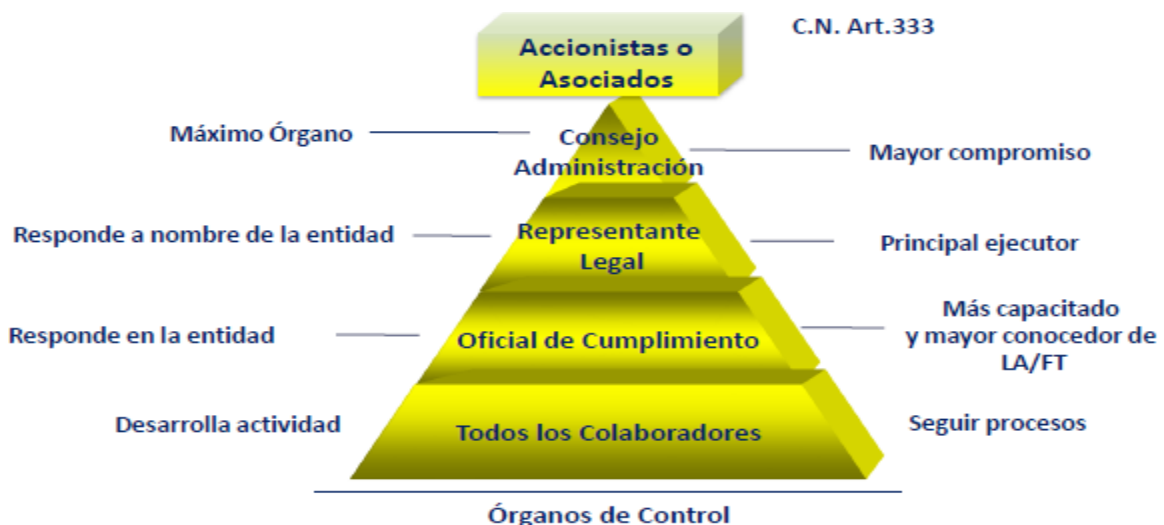 C.N. Art.333
Accionistas o
Asociados
Máximo Órgano
Consejo
Administración
Mayor compromiso
Responde a nombre de la entidad
Representante
Legal
Principal ejecutor
Responde en la entidad
Oficial de Cumplimiento
Más capacitado
y mayor conocedor de
LA/FT
Desarrolla actividad
Todos los Colaboradores
Seguir procesos
Órganos de Control